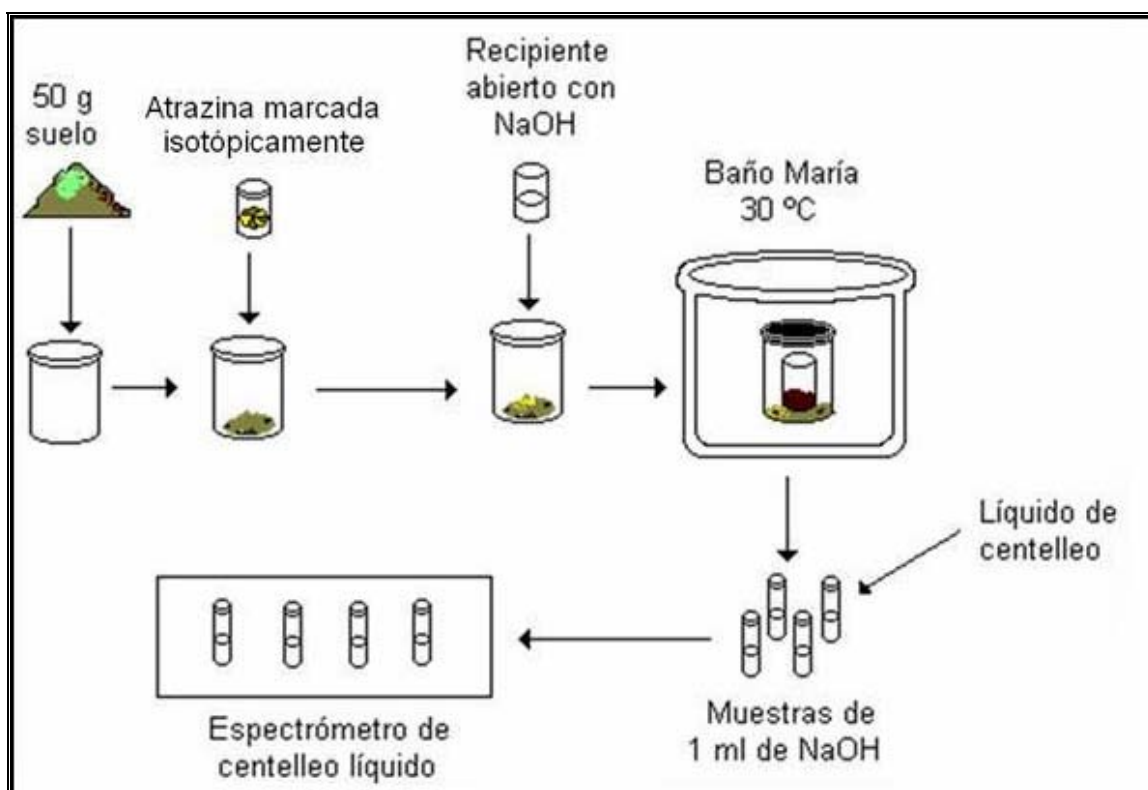 50 g
suelo
Atrazina marcada
isotópicamente
Recipiente
abierto con
NaOH
Baño María
30 ºC
Líquido de
centelleo
Muestras de
1 ml de NaOH
Espectrómetro de
centelleo líquido